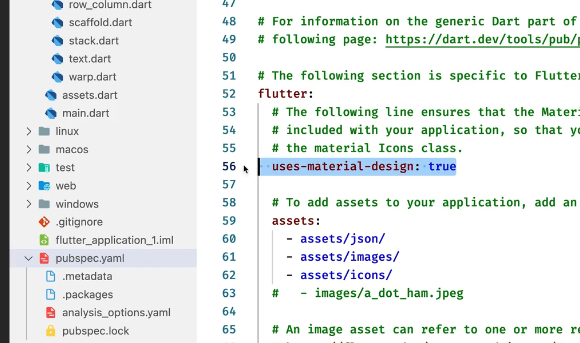 row_column.dart
scaffold.dart
stack.dart
text.dart
warp.dart
assets.dart
main.dart
linux
macos
test
web
windows
.gitignore
flutter_application_1.iml
pubspec.yaml
.metadata
.packages
analysis_options.yaml
pubspec.lock
47
48 # For information on the generic Dart part of
49 # following page: https://dart.dev/tools/pub/p
50
51 # The following section is specific to Flutte
52 flutter:
53 # The following line ensures that the Mater
54 # included with your application, so that yo
55 # the material Icons class.
56 uses-material-design: true
57
58 # To add assets to your application, add an
59 assets:
60 - assets/json/
61 - assets/images/
62 - assets/icons/
63 # - images/a_dot_ham.jpeg
64
65 # An image asset can refer to one or more re